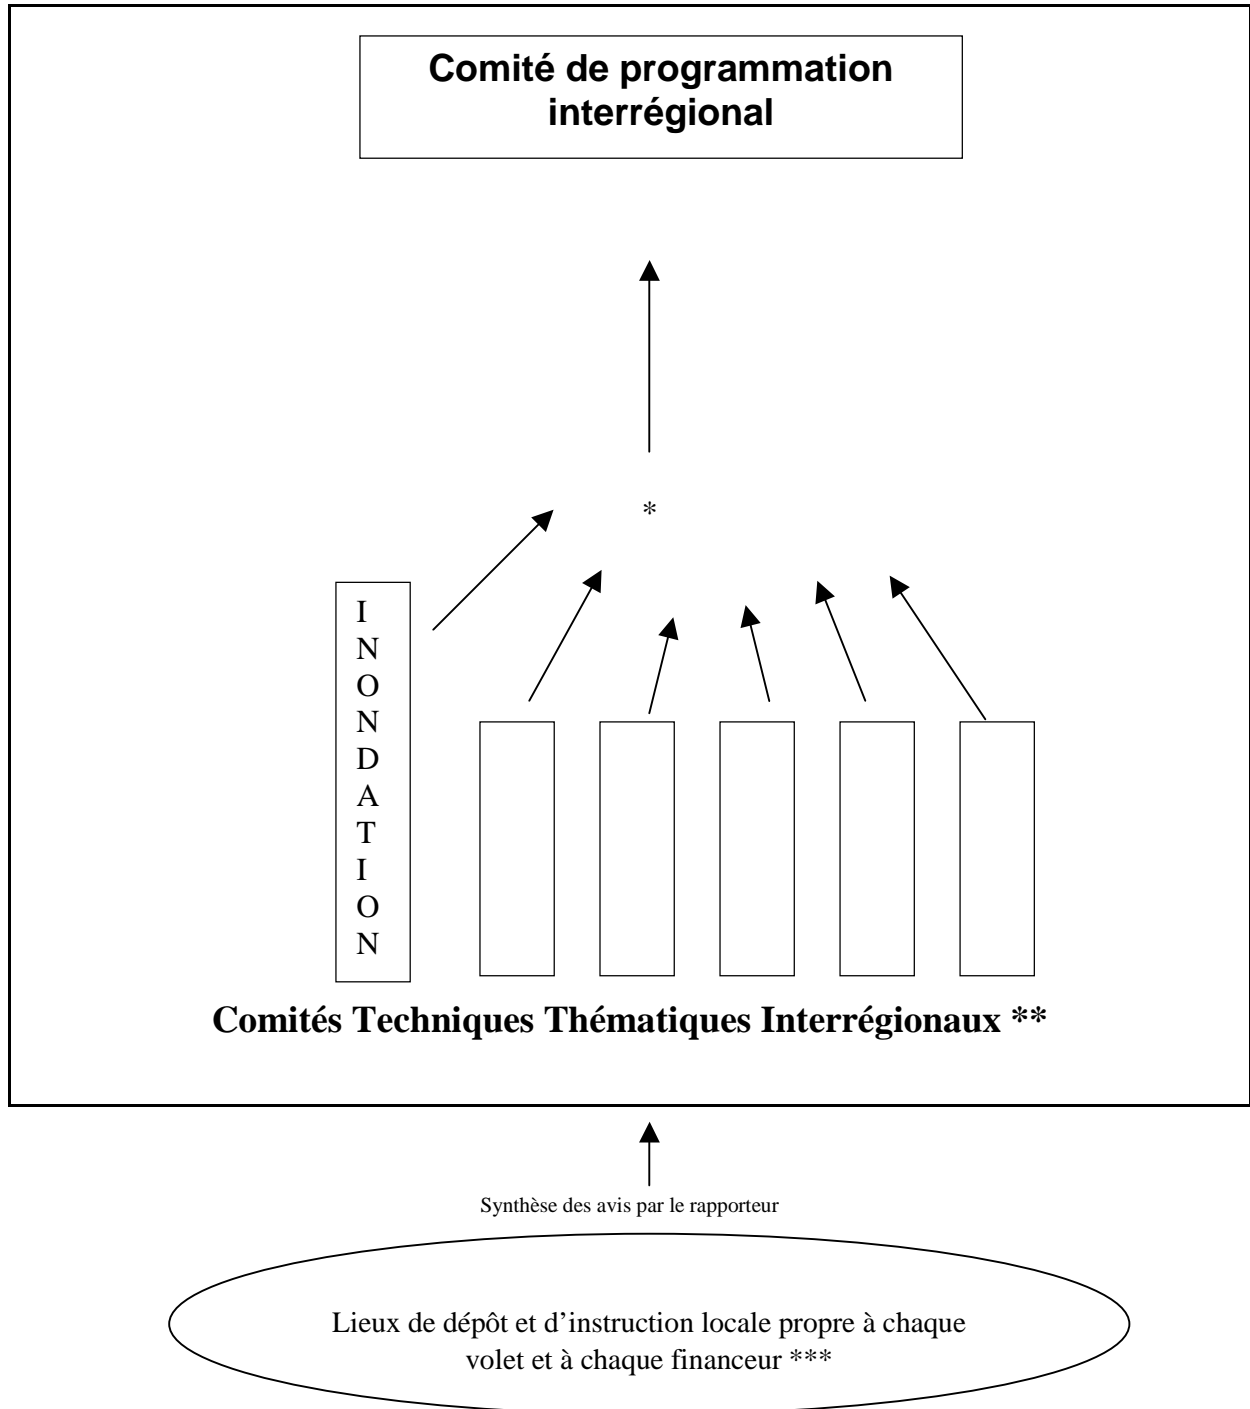 Comité de programmation
interrégional
*
I
N
O
N
D
A
T
I
O
N
Comités Techniques Thématiques Interrégionaux **
Synthèse des avis par le rapporteur
Lieux de dépôt et d’instruction locale propre à chaque
volet et à chaque financeur ***